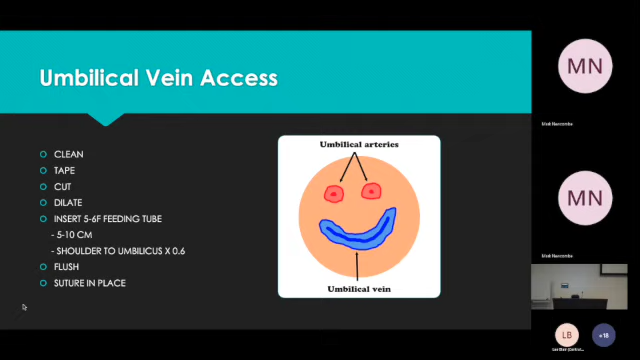 Umbilical Vein Access
CLEAN
TAPE
CUT
DILATE
INSERT 5-6F FEEDING TUBE
- 5-10 CM
- SHOULDER TO UMBILICUS X 0.6
FLUSH
SUTURE IN PLACE
Umbilical arteries
Umbilical vein
MN
MN
LB
+18